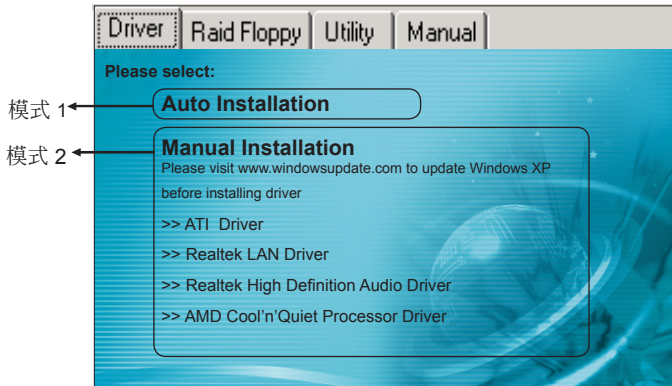 Driver Raid Floppy Utility Manual
Please select:
模式 1
Auto Installation
模式 2
Manual Installation
Please visit www.windowsupdate.com to update Windows XP
before installing driver
>> ATI Driver
>> Realtek LAN Driver
>> Realtek High Definition Audio Driver
>> AMD Cool'n'Quiet Processor Driver